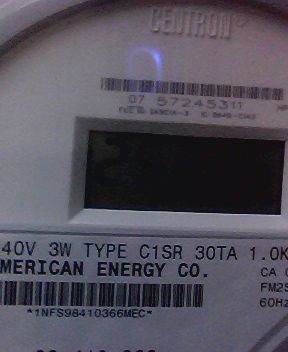 CENTRON
07 57245311
40V 3W TYPE C1SR 30TA 1.0K
MERICAN ENERGY CO.
CA
FM2S
60Hz
*1NFS98410366MEC*